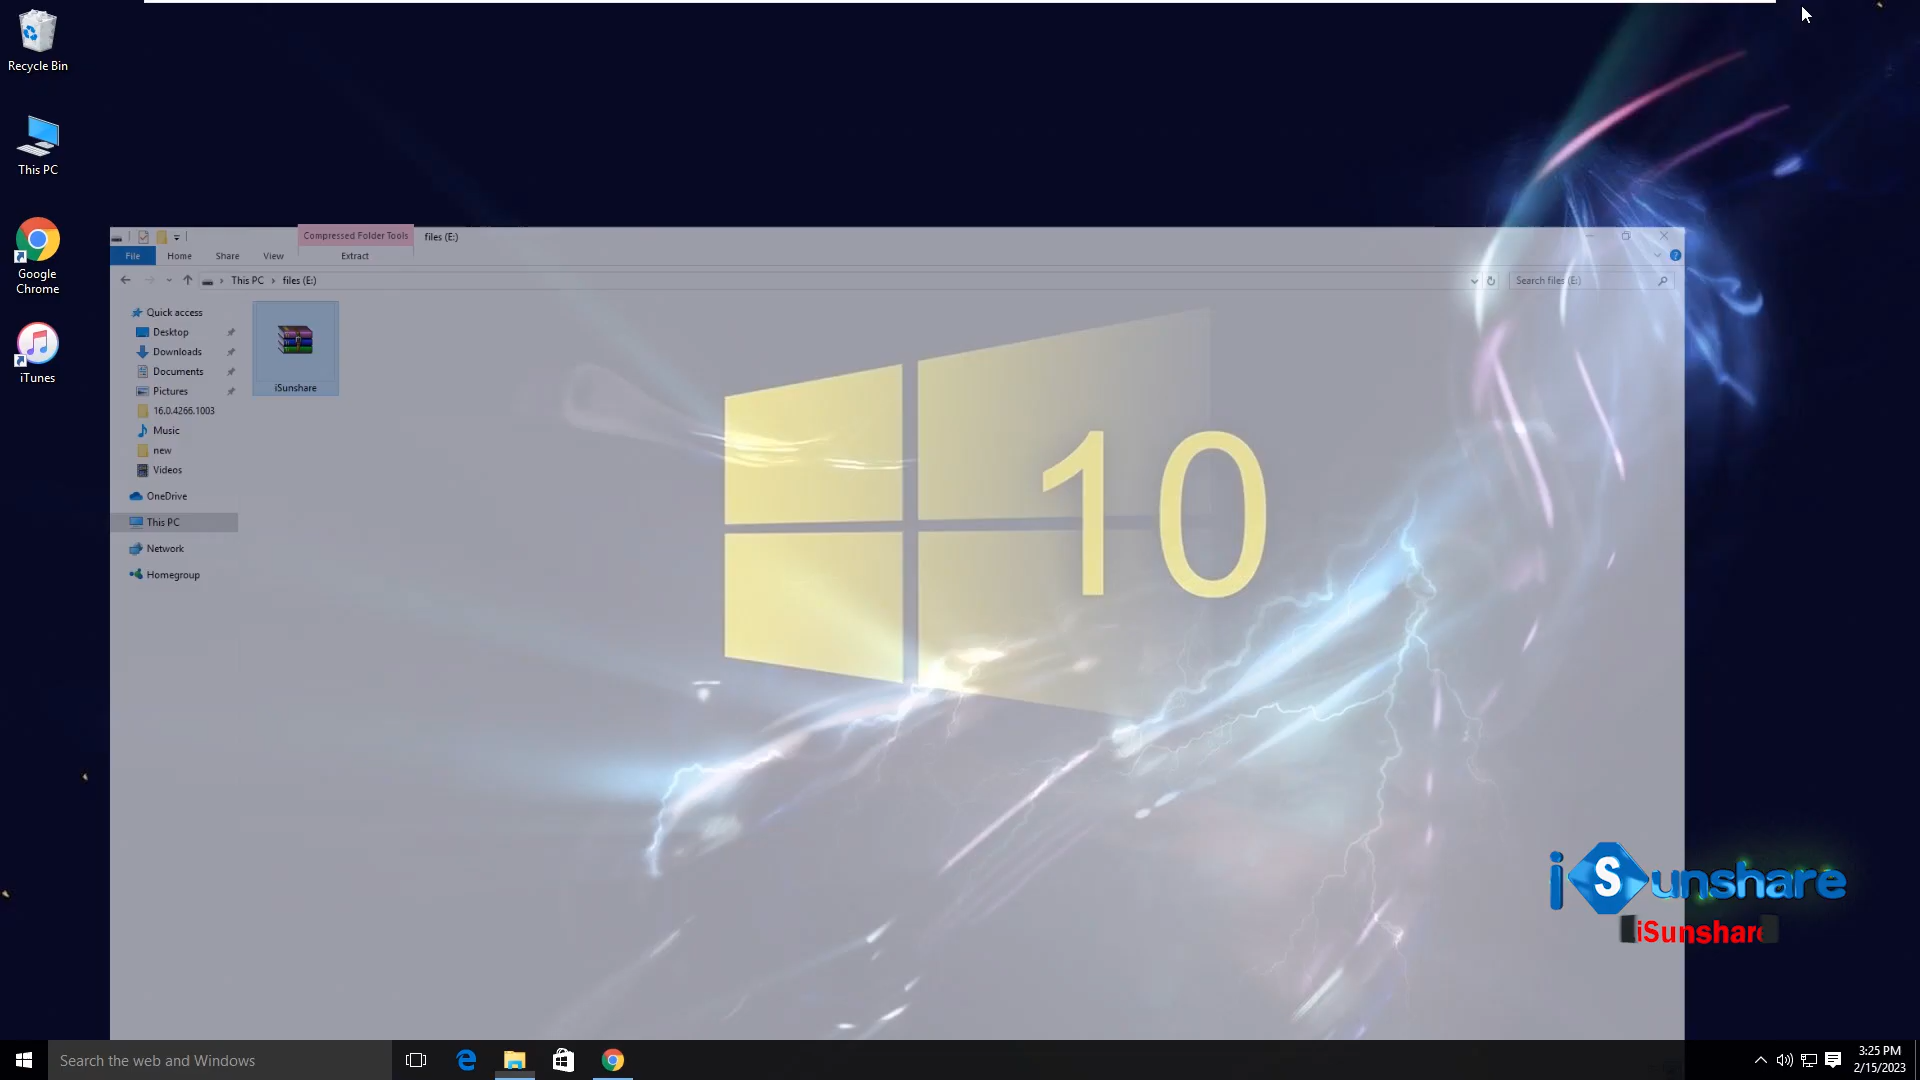 Recycle Bin
This PC
Google
Chrome
iTunes
Compressed Folder Tools
files (E:)
File
Home
Share
View
Extract
This PC
files (E:)
Search files (E:)
Quick access
Desktop
Downloads
Documents
Pictures
16.0.4266.1003
Music
new
Videos
OneDrive
This PC
Network
Homegroup
iSunshare
10
iSunshare
iSunshare
Search the web and Windows
3:25 PM
2/15/2023